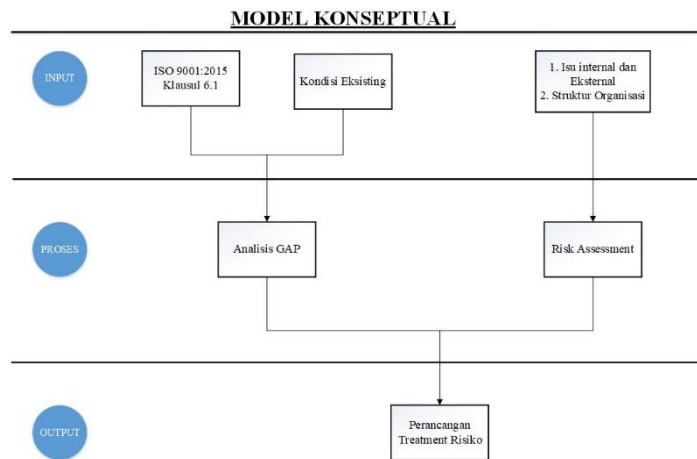 MODEL KONSEPTUAL
INPUT
ISO 9001:2015
Klausul 6.1
Kondisi Eksisting
1. Isu internal dan
Eksternal
2. Struktur Organisasi
PROSES
Analisis GAP
Risk Assessment
OUTPUT
Perancangan
Treatment Risiko